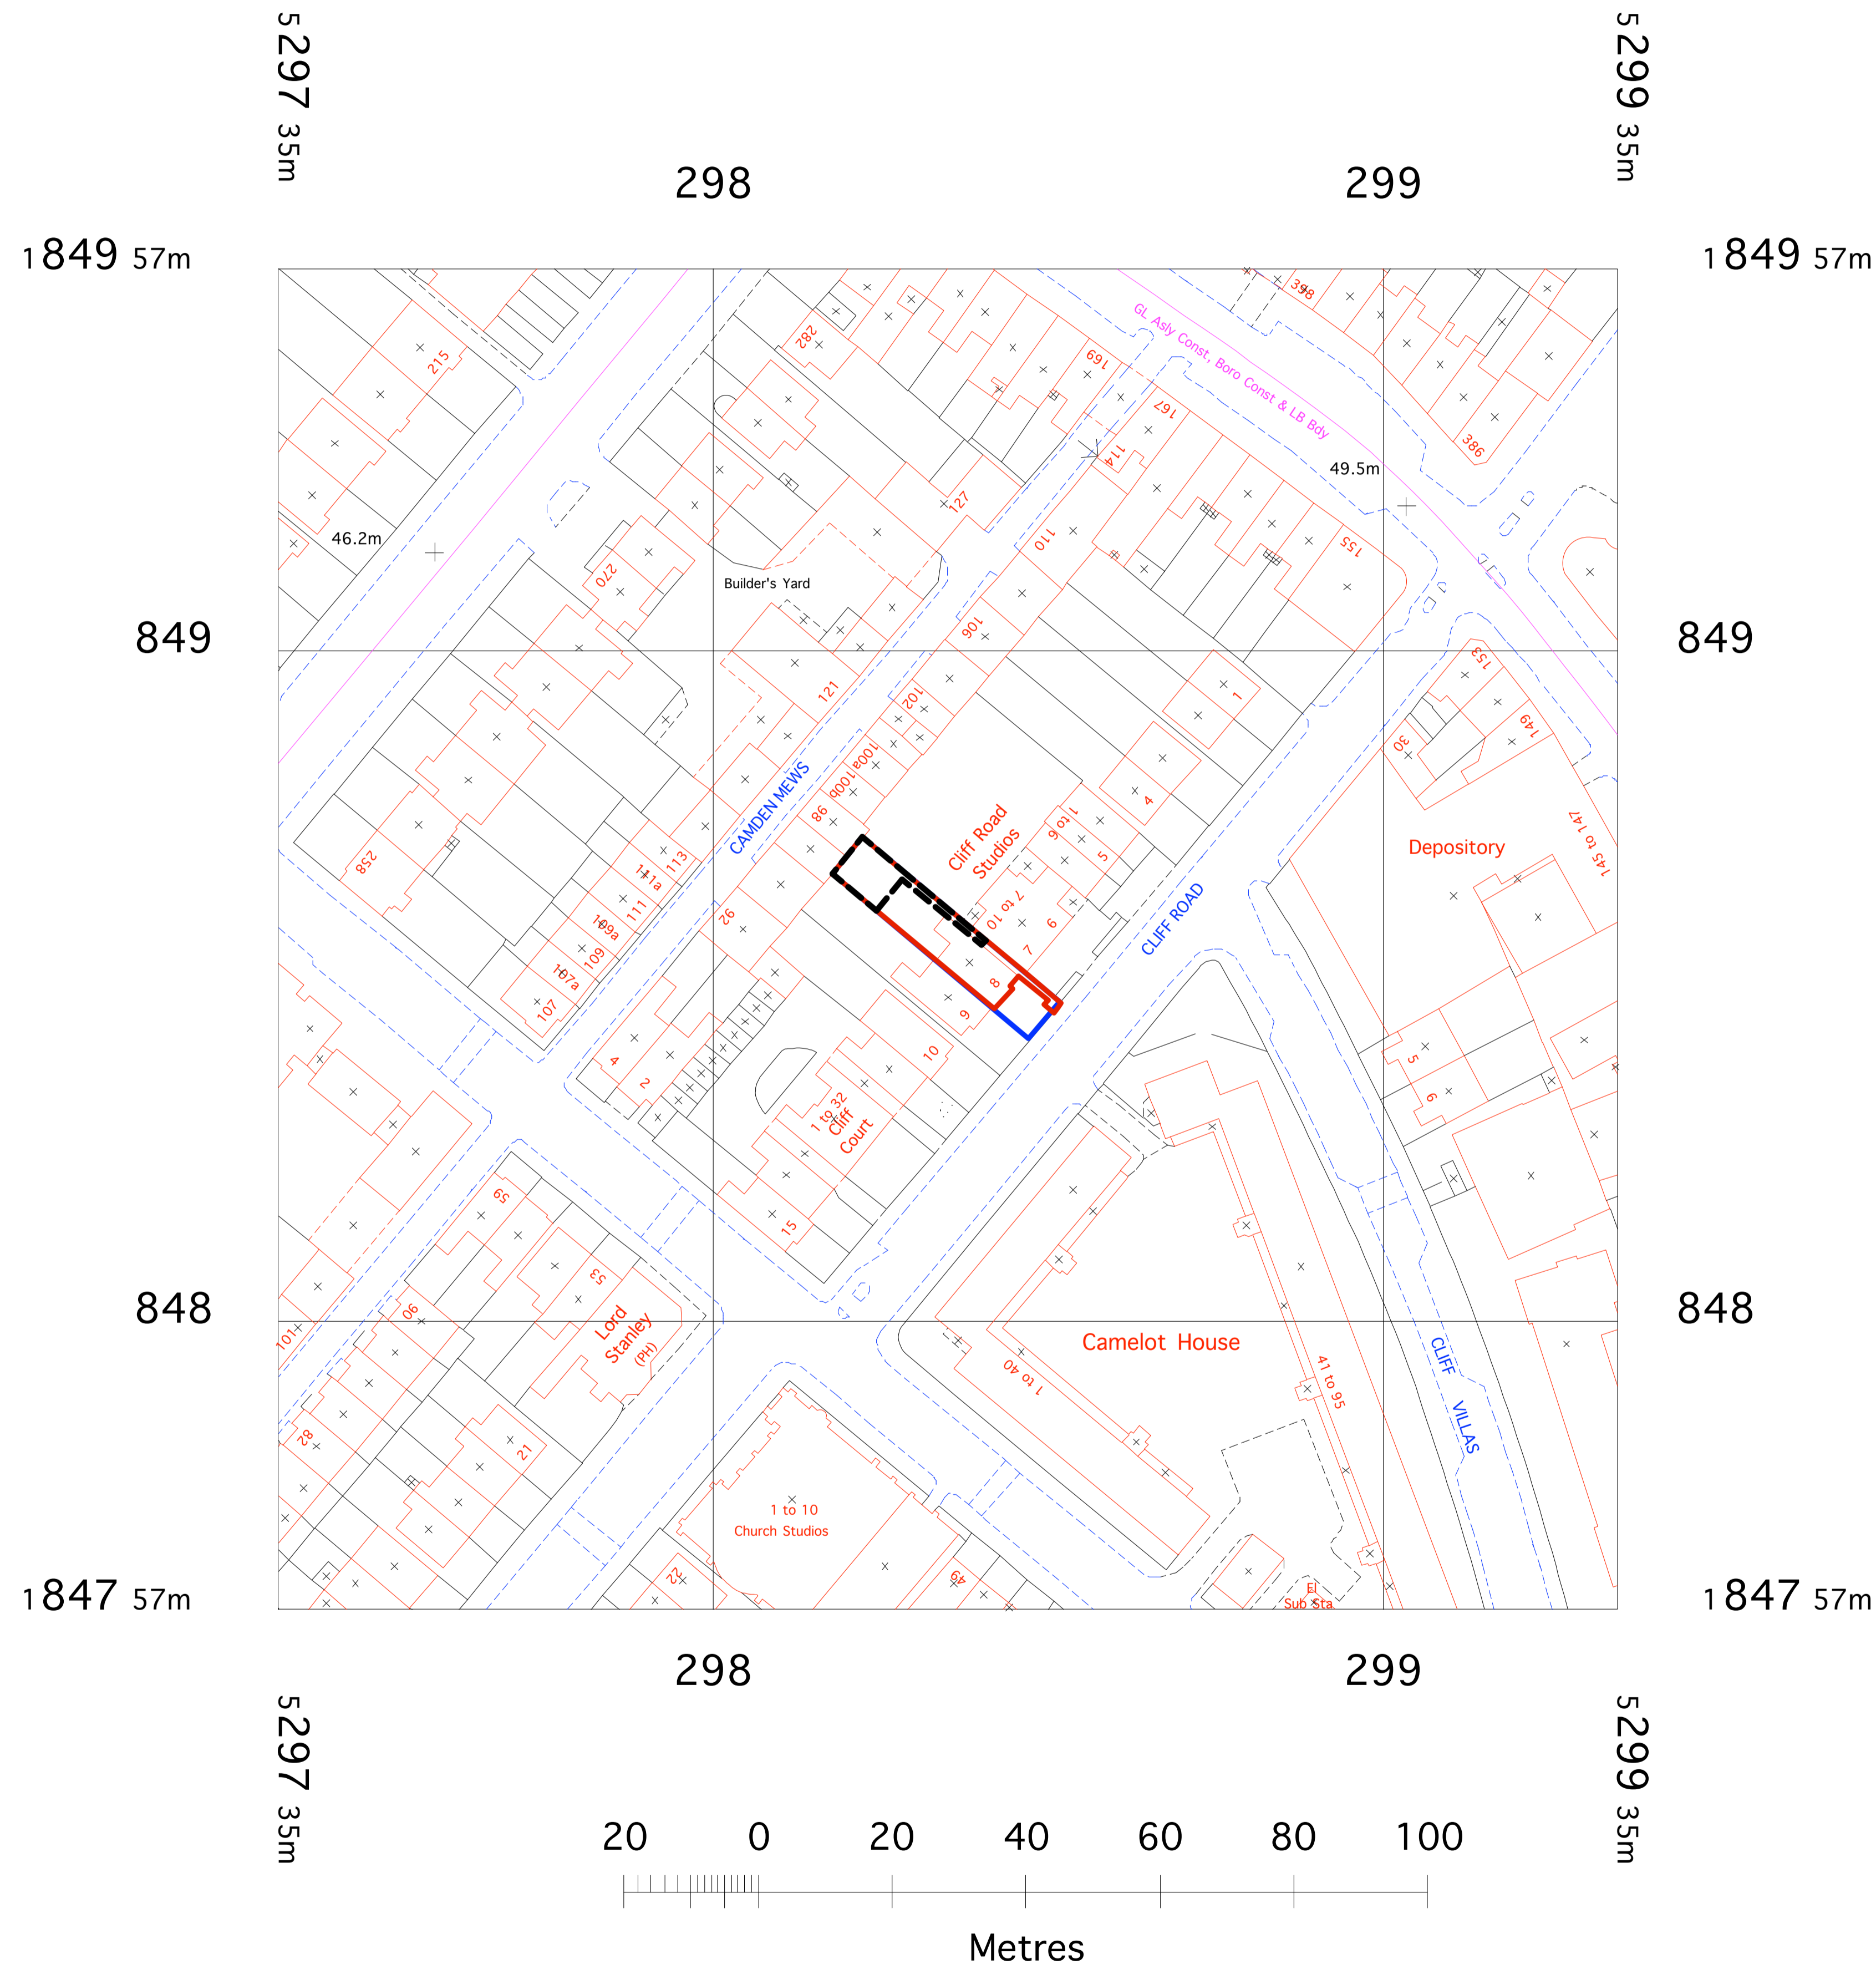 5297 35m
5299 35m
298
299
1849 57m
1849 57m
398
GL Asly Const, Boro Const & LB Bdy
282
215
169
167
386
114
49.5m
127
46.2m
110
155
270
Builder's Yard
849
849
106
153
121
102
1
149
30
100a
100b
CAMDEN MEWS
98
4
1 to 6
Cliff Road
Studios
5
Depository
145 to 147
258
113
111a
111
109a
109
107a
107
92
7 to 10
6
7
CLIFF ROAD
8
9
10
4
2
5
6
1 to 32
Cliff
Court
15
59
53
90
Lord
Stanley
(PH)
848
848
101
Camelot House
1 to 40
41 to 95
CLIFF VILLAS
82
21
1 to 10
Church Studios
22
49
El
Sub Sta
1847 57m
1847 57m
298
299
5297 35m
5299 35m
20 0 20 40 60 80 100
Metres